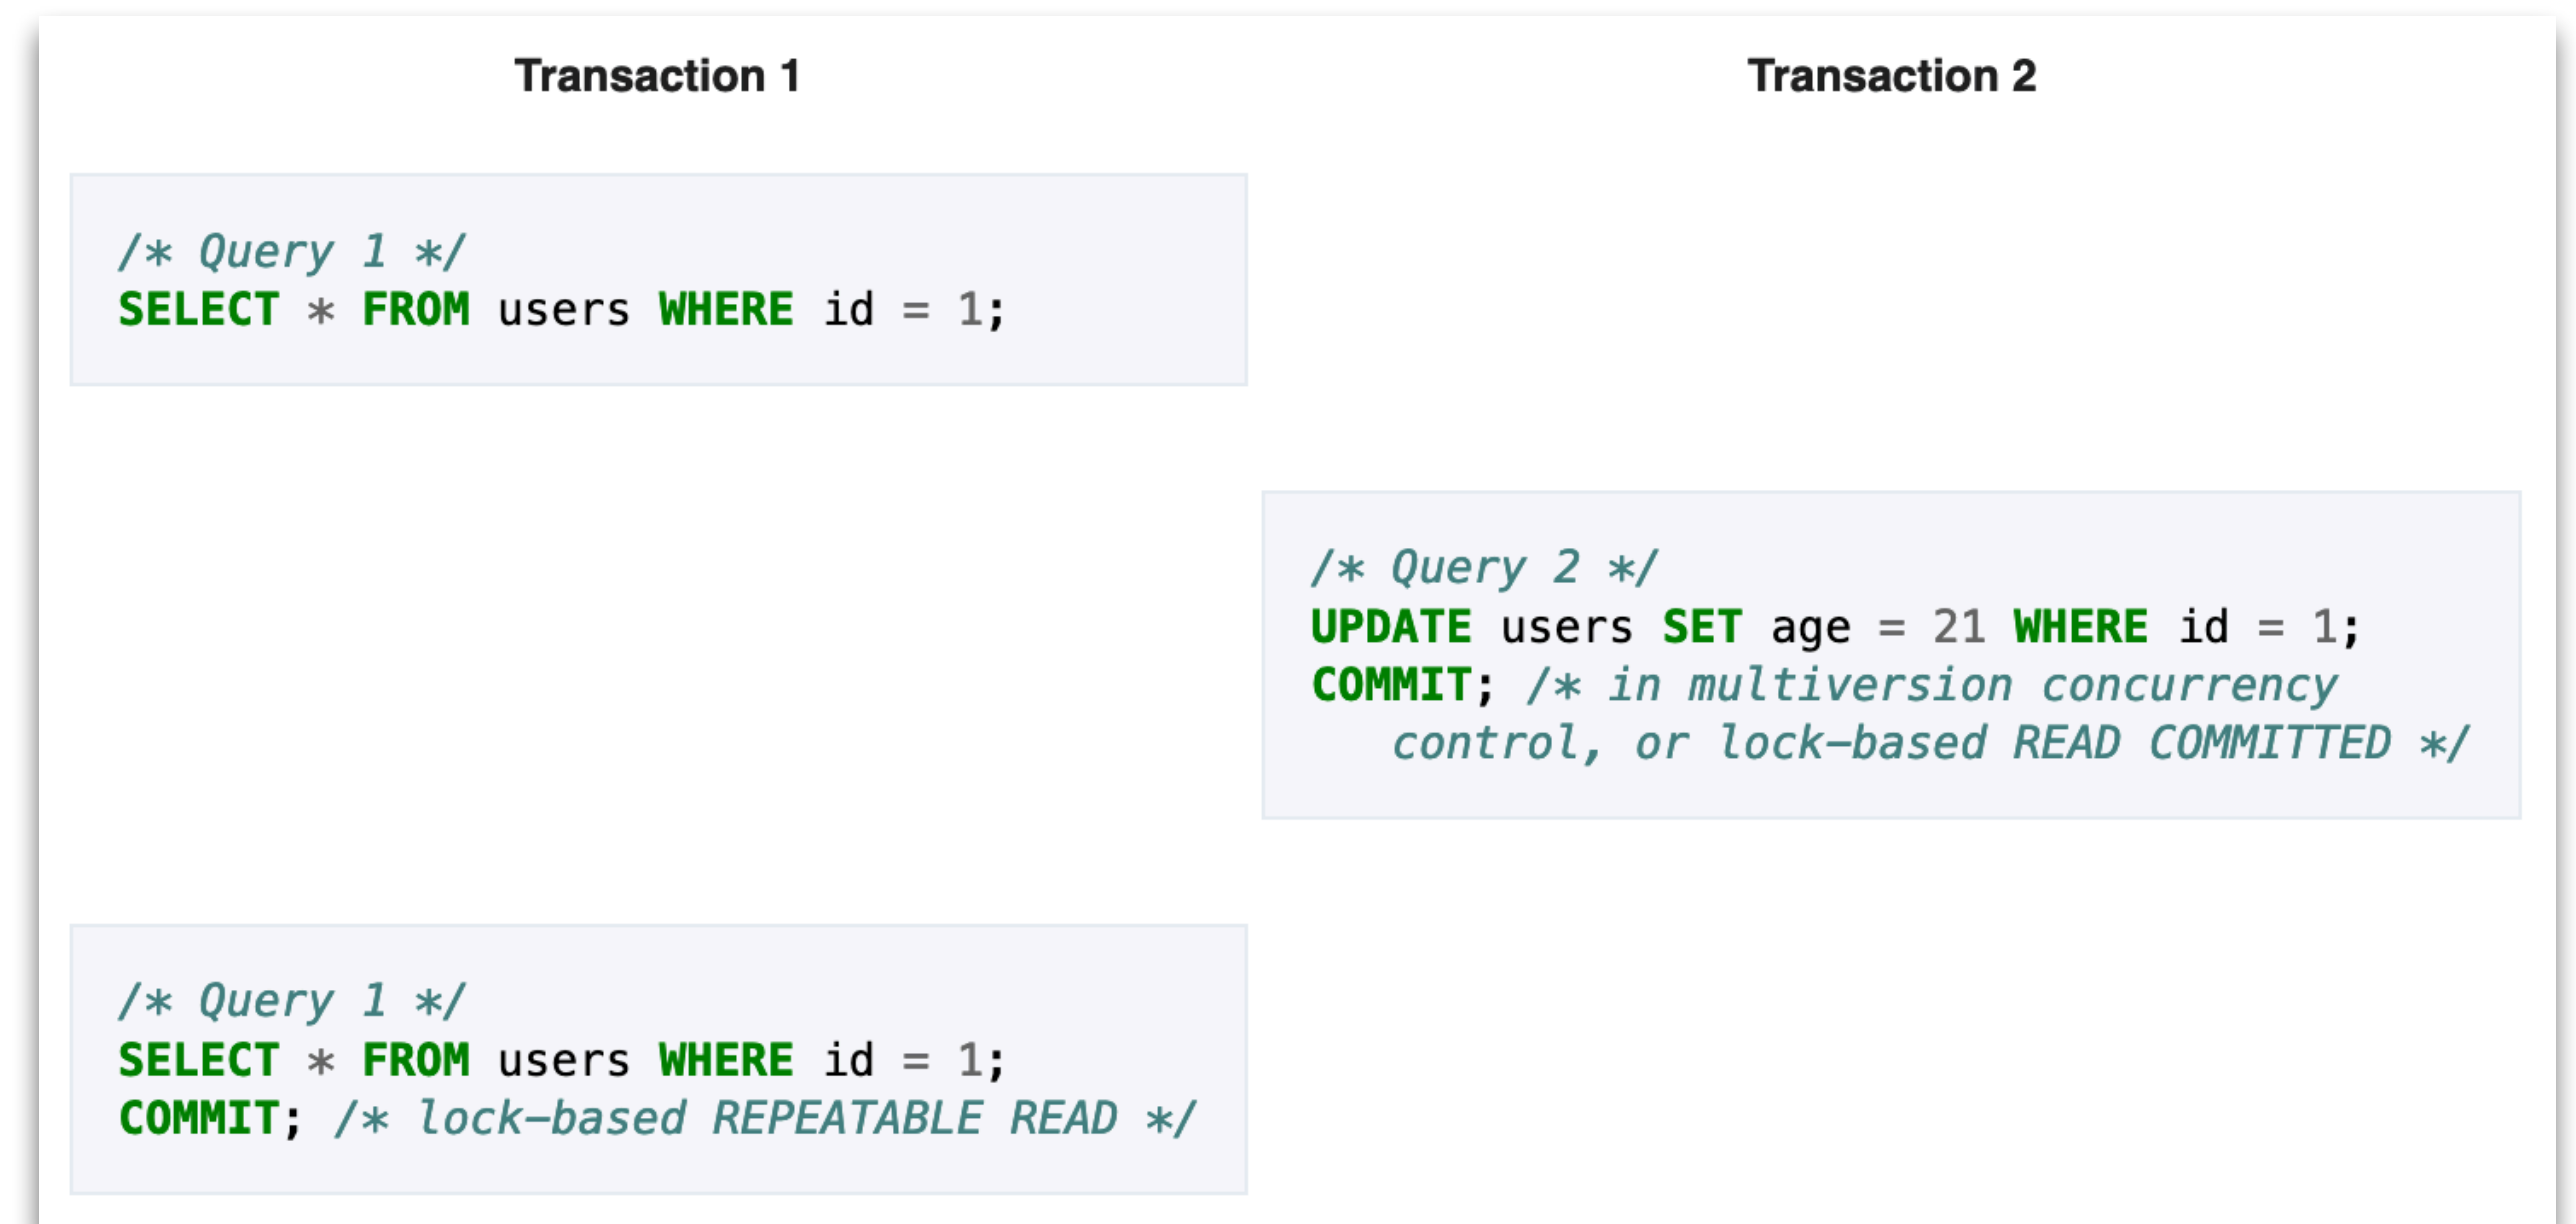 Transaction 1
Transaction 2
/* Query 1 */
SELECT * FROM users WHERE id = 1;
/* Query 2 */
UPDATE users SET age = 21 WHERE id = 1;
COMMIT; /* in multiversion concurrency
   control, or lock-based READ COMMITTED */
/* Query 1 */
SELECT * FROM users WHERE id = 1;
COMMIT; /* lock-based REPEATABLE READ */